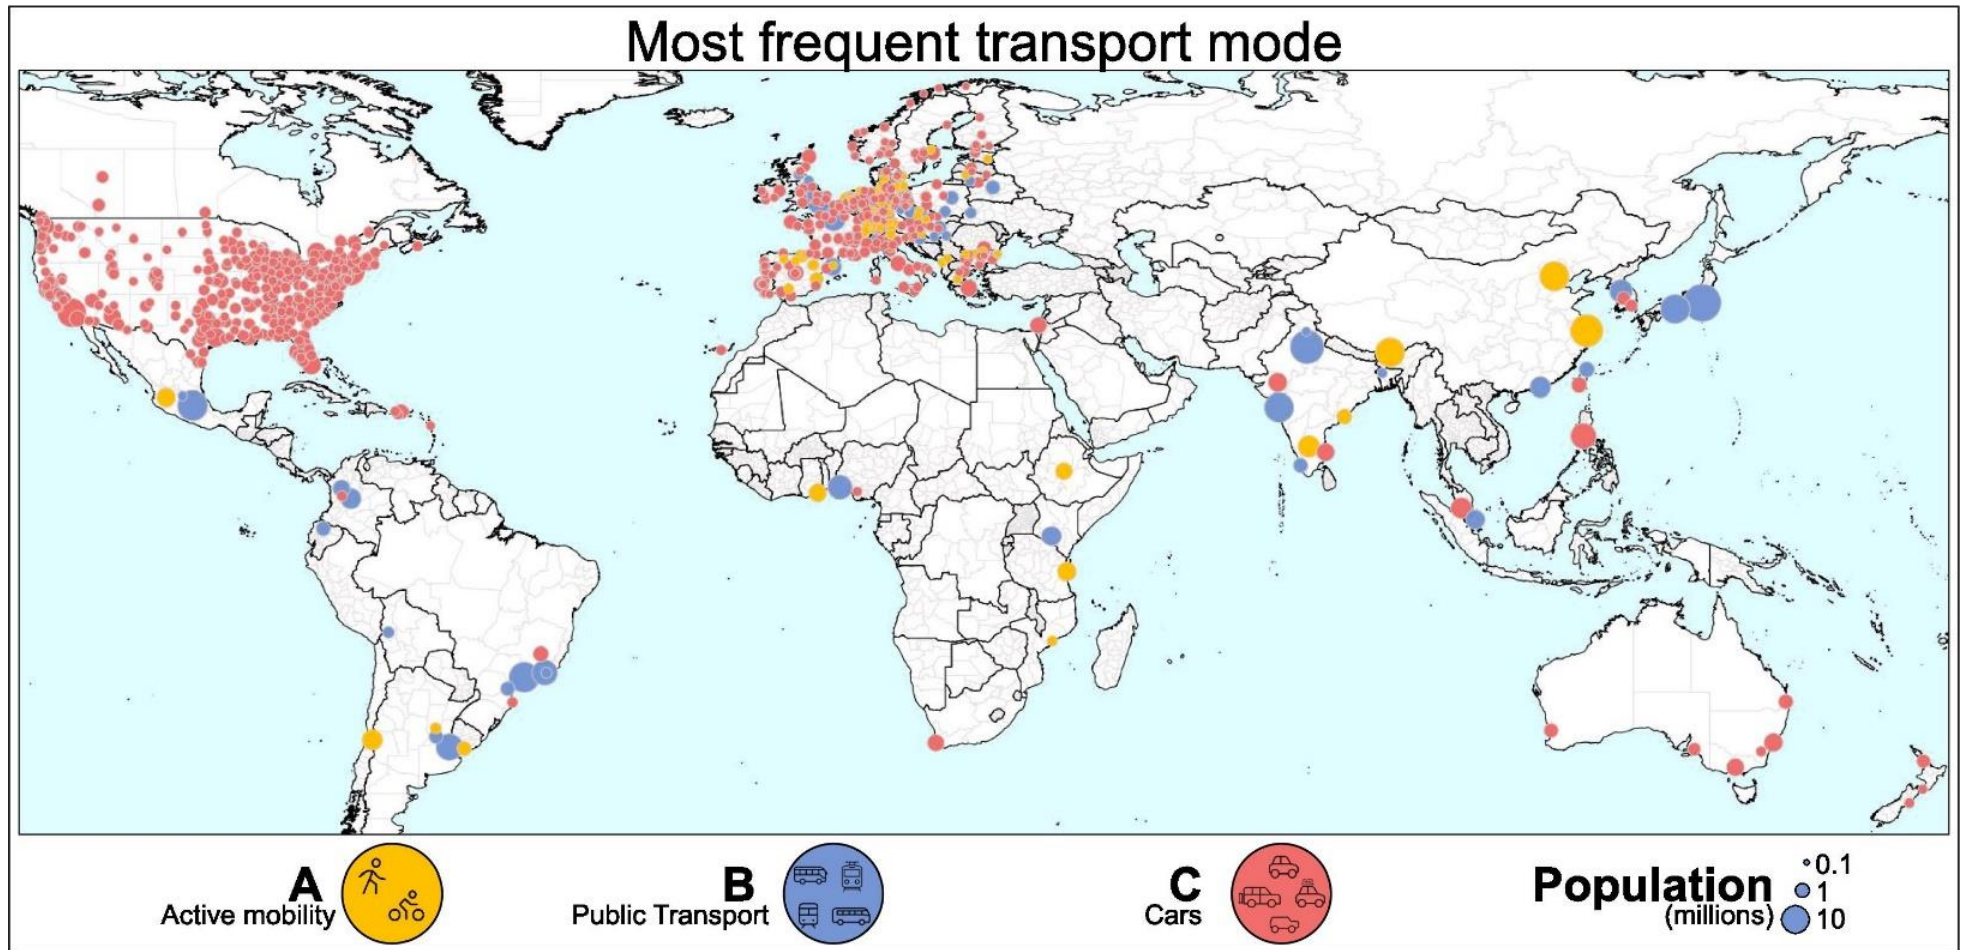 Most frequent transport mode
A
Active mobility
B
Public Transport
C
Cars
Population
(millions)
0.1
1
10